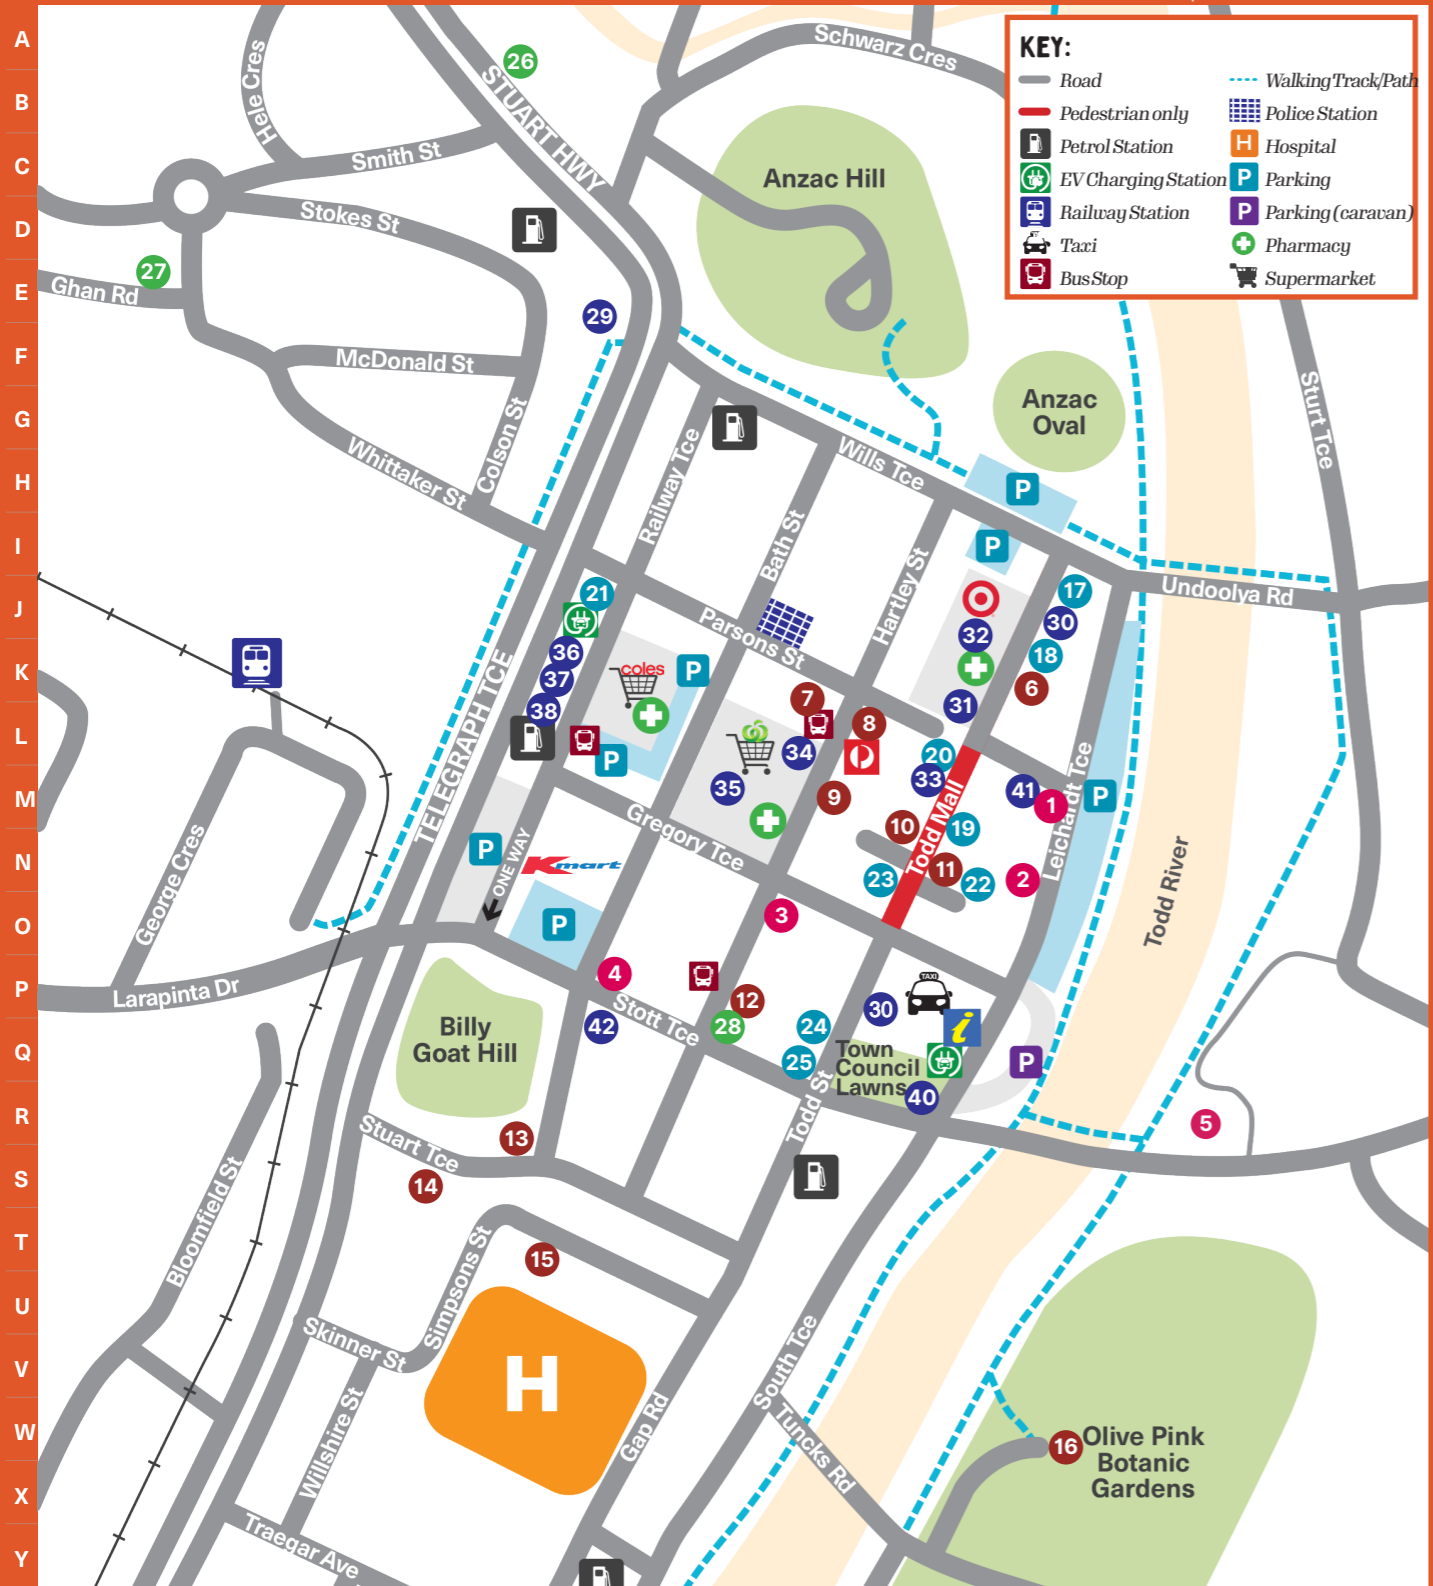 A
B
C
D
E
F
G
H
I
J
K
L
M
N
O
P
Q
R
S
T
U
V
W
X
Y
KEY:
Road
Pedestrian only
Petrol Station
EV Charging Station
Railway Station
Taxi
Bus Stop
Walking Track/Path
Police Station
H Hospital
P Parking
P Parking (caravan)
Pharmacy
Supermarket
Schwarz Cres
26
STUART HWY
Hele Cres
Smith St
Stokes St
Anzac Hill
27
Ghan Rd
29
McDonald St
Anzac
Oval
Sturt Tce
Colson St
Whittaker St
Railway Tce
Wills Tce
P
Bath St
Hartley St
P
Undoolya Rd
21
17
30
32
18
6
31
Parsons St
36
37
38
coles
P
P
7
8
34
35
9
20
33
41
1
P
Leichardt Tce
TELEGRAPH TCE
Gregory Tce
10
19
Todd Mall
11
23
22
2
P
ONE WAY
Kmart
P
3
George Cres
Todd River
Larapinta Dr
4
Stott Tce
42
12
28
24
25
30
TAXI
i
P
Town
Council
Lawns
40
Billy
Goat Hill
Todd St
5
Stuart Tce
13
14
Bloomfield St
15
Simpsons St
Skinner St
H
Willshire St
Gap Rd
South Tce
Tuncks Rd
16
Olive Pink
Botanic
Gardens
Traegar Ave